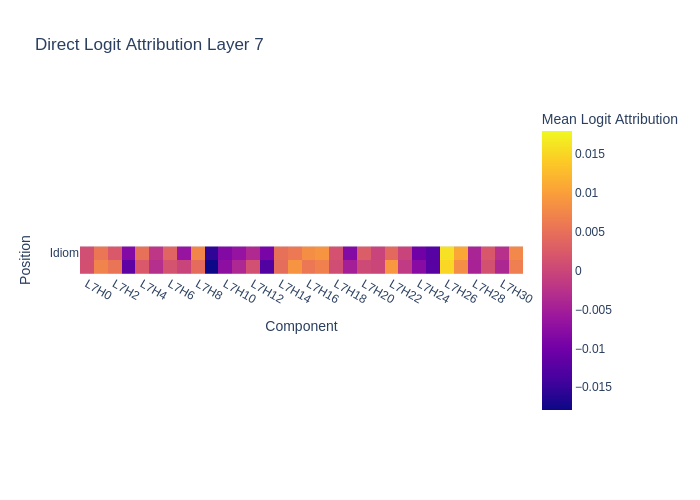 Direct Logit Attribution Layer 7
Mean Logit Attribution
0.015
0.01
0.005
0
−0.005
−0.01
−0.015
Position
Idiom
L7H0 L7H2 L7H4 L7H6 L7H8 L7H10 L7H12 L7H14 L7H16 L7H18 L7H20 L7H22 L7H24 L7H26 L7H28 L7H30
Component